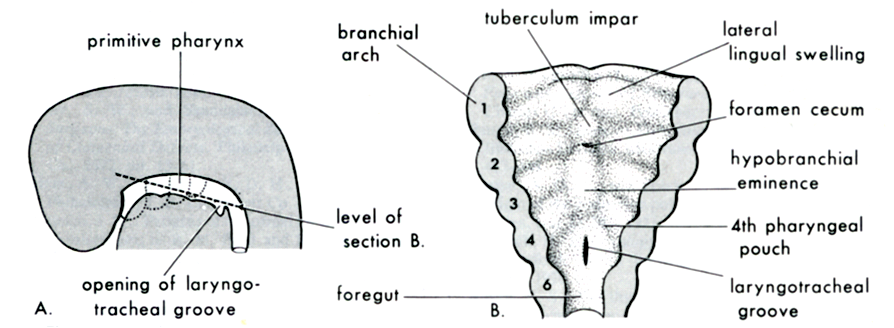 primitive pharynx
level of
section B.
opening of laryngo-
tracheal groove
A.
branchial
arch
tuberculum impar
lateral
lingual swelling
foramen cecum
hypobranchial
eminence
4th pharyngeal
pouch
laryngotracheal
groove
foregut
1
2
3
4
6
B.